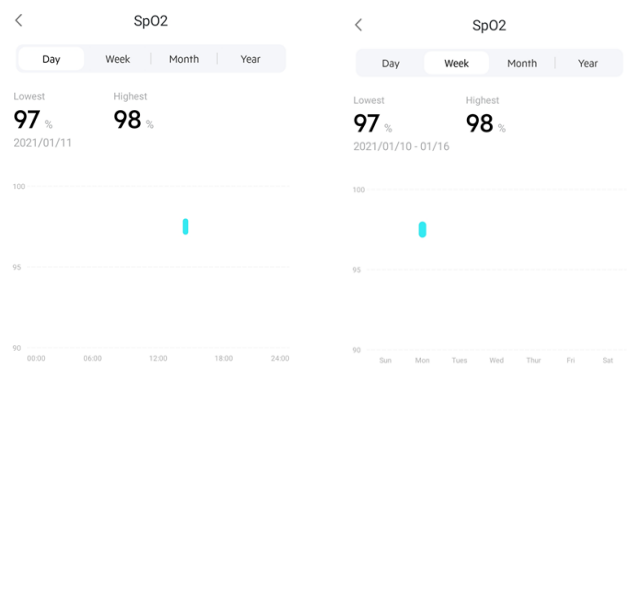 SpO2
Day Week Month Year
Lowest Highest
97 % 98 %
2021/01/11
100
95
90
00:00 06:00 12:00 18:00 24:00
SpO2
Day Week Month Year
Lowest Highest
97 % 98 %
2021/01/10 - 01/16
100
95
90
Sun Mon Tues Wed Thur Fri Sat